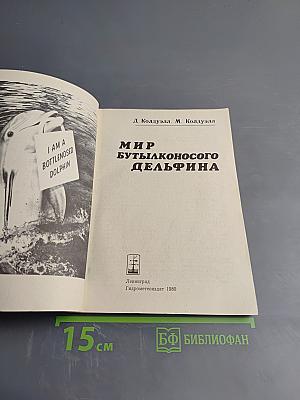 I AM A
BOTTLENOSED
DOLPHIN
Д. Колдуэлл, М. Колдуэлл
МИР
БУТЫЛКОНОСОГО
ДЕЛЬФИНА
Ленинград
Гидрометеоиздат 1980
15 см
БФ БИБЛИОФАН